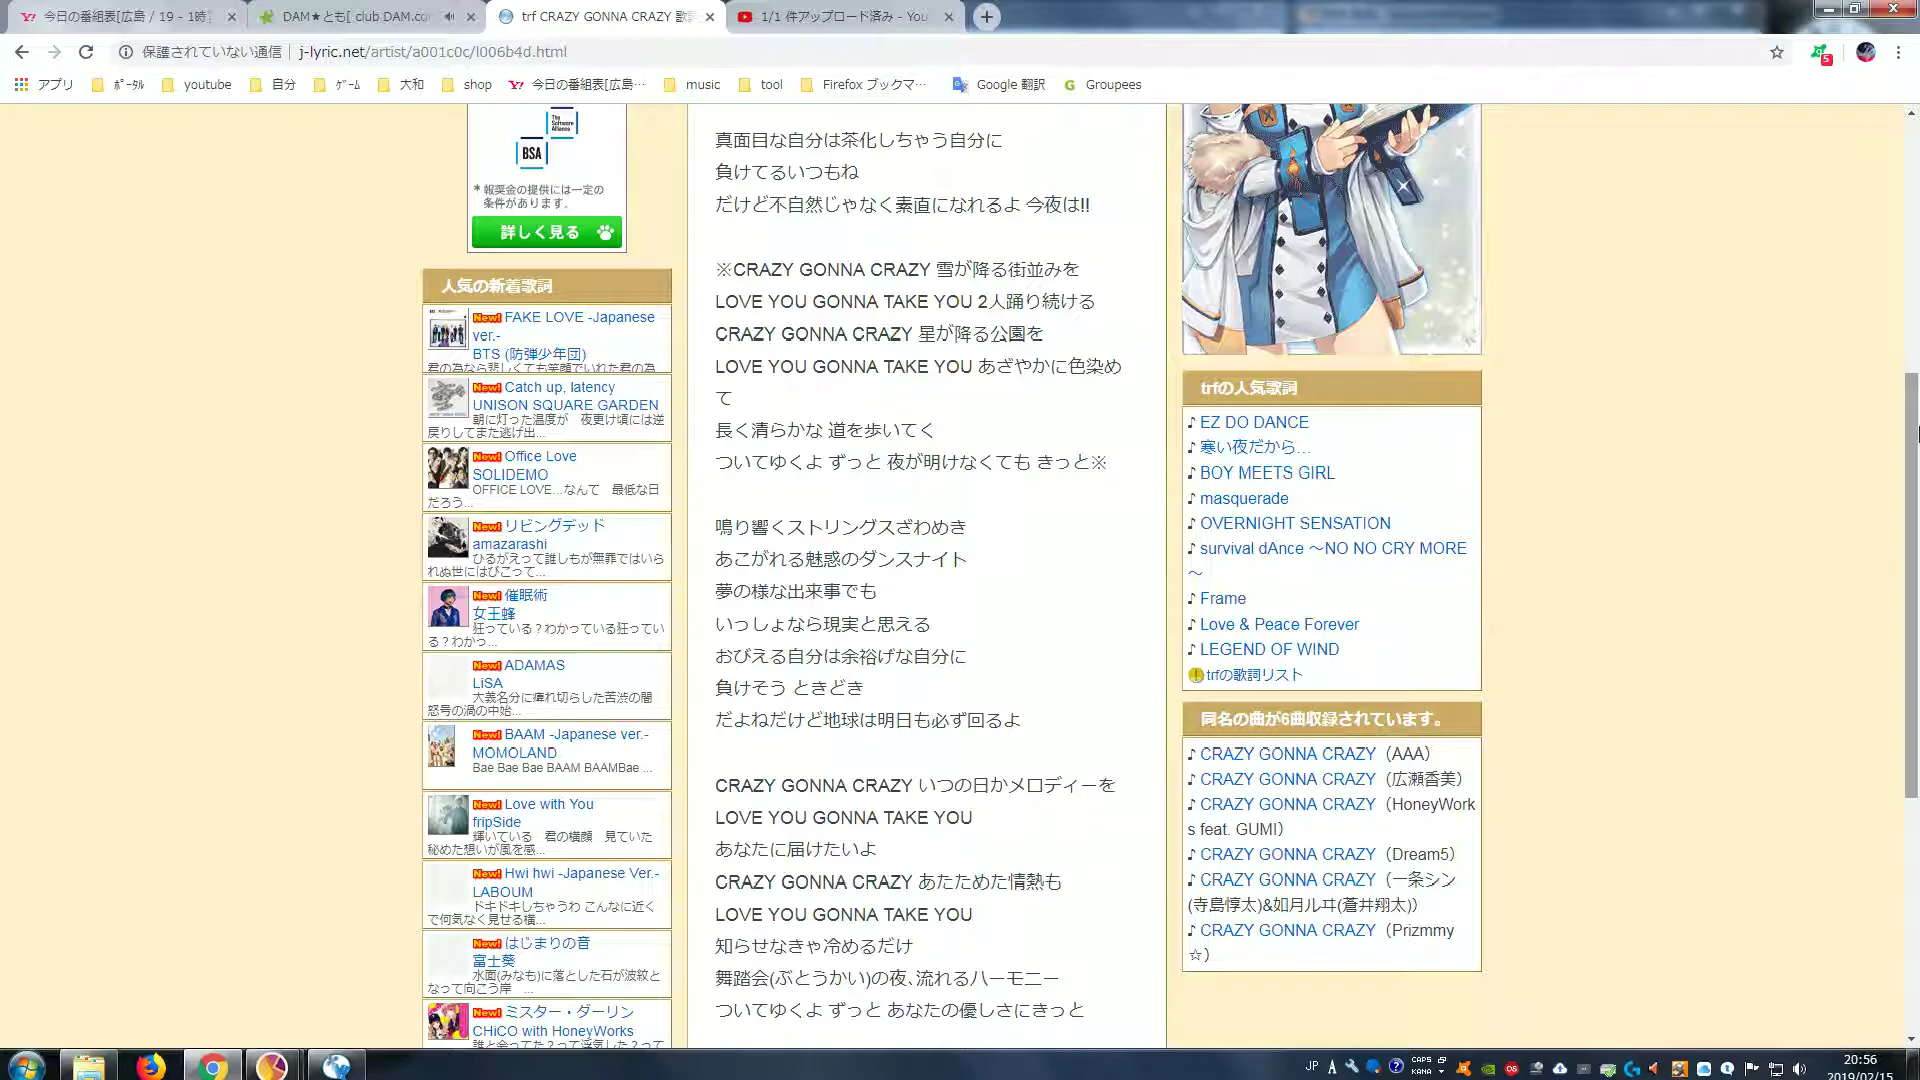 今日の番組表[広島 / 19 - 1時]
DAM★とも[ club DAM.co
trf CRAZY GONNA CRAZY 歌詞
1/1 件アップロード済み - You
保護されていない通信
j-lyric.net/artist/a001c0c/l006b4d.html
5
アプリ
ﾎﾟｰﾀﾙ
youtube
自分
ｹﾞｰﾑ
大和
shop
今日の番組表[広島…
music
tool
Firefox ブックマ…
Google 翻訳
Groupees
The Software Alliance
BSA
* 報奨金の提供には一定の
条件があります。
詳しく見る
人気の新着歌詞
New! FAKE LOVE -Japanese
ver.-
BTS (防弾少年団)
君の為なら悲しくても笑顔でいれた君の為
New! Catch up, latency
UNISON SQUARE GARDEN
朝に灯った温度が　夜更け頃には逆
戻りしてまた逃げ出...
New! Office Love
SOLIDEMO
OFFICE LOVE…なんて　最低な日
だろう...
New! リビングデッド
amazarashi
ひるがえって誰しもが無罪ではいら
れぬ世にはびこって...
New! 催眠術
女王蜂
狂っている？わかっている狂ってい
る？わかっ...
New! ADAMAS
LiSA
大義名分に痺れ切らした苦渋の闇
怒号の渦の中始...
New! BAAM -Japanese ver.-
MOMOLAND
Bae Bae Bae BAAM BAAMBae ...
New! Love with You
fripSide
輝いている　君の横顔　見ていた
秘めた想いが風を感...
New! Hwi hwi -Japanese Ver.-
LABOUM
ドキドキしちゃうわ こんなに近く
で何気なく見せる横...
New! はじまりの音
富士葵
水面(みなも)に落とした石が波紋と
なって向こう岸　...
New! ミスター・ダーリン
CHiCO with HoneyWorks
誰と会ってた？って浮気した？って
真面目な自分は茶化しちゃう自分に
負けてるいつもね
だけど不自然じゃなく素直になれるよ 今夜は!!
※CRAZY GONNA CRAZY 雪が降る街並みを
LOVE YOU GONNA TAKE YOU 2人踊り続ける
CRAZY GONNA CRAZY 星が降る公園を
LOVE YOU GONNA TAKE YOU あざやかに色染め
て
長く清らかな 道を歩いてく
ついてゆくよ ずっと 夜が明けなくても きっと※
鳴り響くストリングスざわめき
あこがれる魅惑のダンスナイト
夢の様な出来事でも
いっしょなら現実と思える
おびえる自分は余裕げな自分に
負けそう ときどき
だよねだけど地球は明日も必ず回るよ
CRAZY GONNA CRAZY いつの日かメロディーを
LOVE YOU GONNA TAKE YOU
あなたに届けたいよ
CRAZY GONNA CRAZY あたためた情熱も
LOVE YOU GONNA TAKE YOU
知らせなきゃ冷めるだけ
舞踏会(ぶとうかい)の夜､流れるハーモニー
ついてゆくよ ずっと あなたの優しさにきっと
trfの人気歌詞
♪ EZ DO DANCE
♪ 寒い夜だから…
♪ BOY MEETS GIRL
♪ masquerade
♪ OVERNIGHT SENSATION
♪ survival dAnce ～NO NO CRY MORE
～
♪ Frame
♪ Love & Peace Forever
♪ LEGEND OF WIND
trfの歌詞リスト
同名の曲が6曲収録されています。
♪ CRAZY GONNA CRAZY（AAA）
♪ CRAZY GONNA CRAZY（広瀬香美）
♪ CRAZY GONNA CRAZY（HoneyWork
s feat. GUMI）
♪ CRAZY GONNA CRAZY（Dream5）
♪ CRAZY GONNA CRAZY（一条シン
(寺島惇太)&如月ルヰ(蒼井翔太)）
♪ CRAZY GONNA CRAZY（Prizmmy
☆）
JP
CAPS
KANA
20:56
2019/02/15